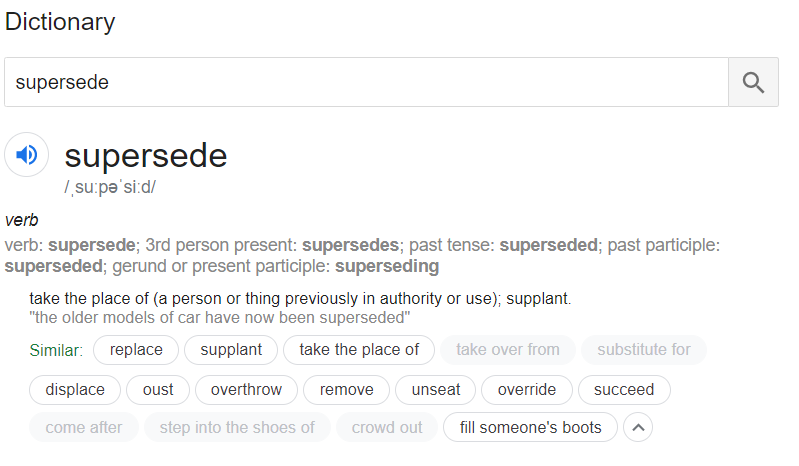 Dictionary
supersede
supersede
/ˌsuːpəˈsiːd/
verb
verb: supersede; 3rd person present: supersedes; past tense: superseded; past participle:
superseded; gerund or present participle: superseding
take the place of (a person or thing previously in authority or use); supplant.
"the older models of car have now been superseded"
Similar: replace supplant take the place of take over from substitute for
displace oust overthrow remove unseat override succeed
come after step into the shoes of crowd out fill someone's boots